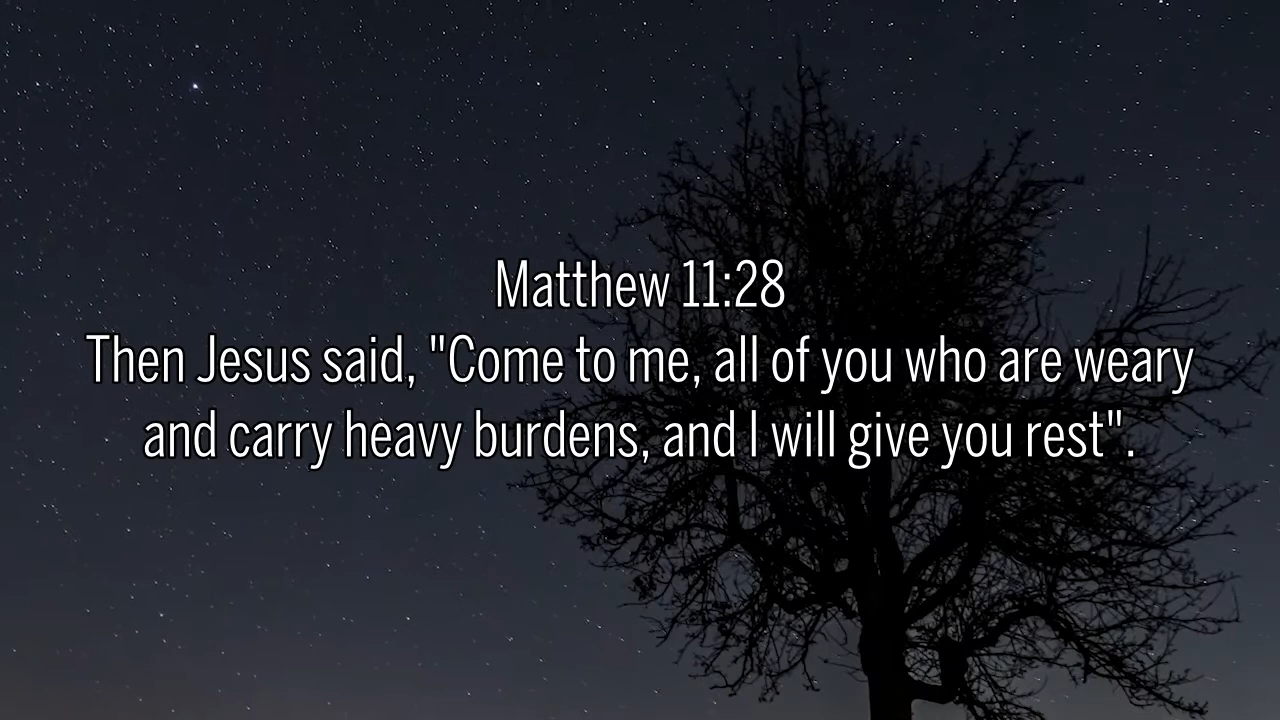 Matthew 11:28
Then Jesus said, "Come to me, all of you who are weary
and carry heavy burdens, and I will give you rest".